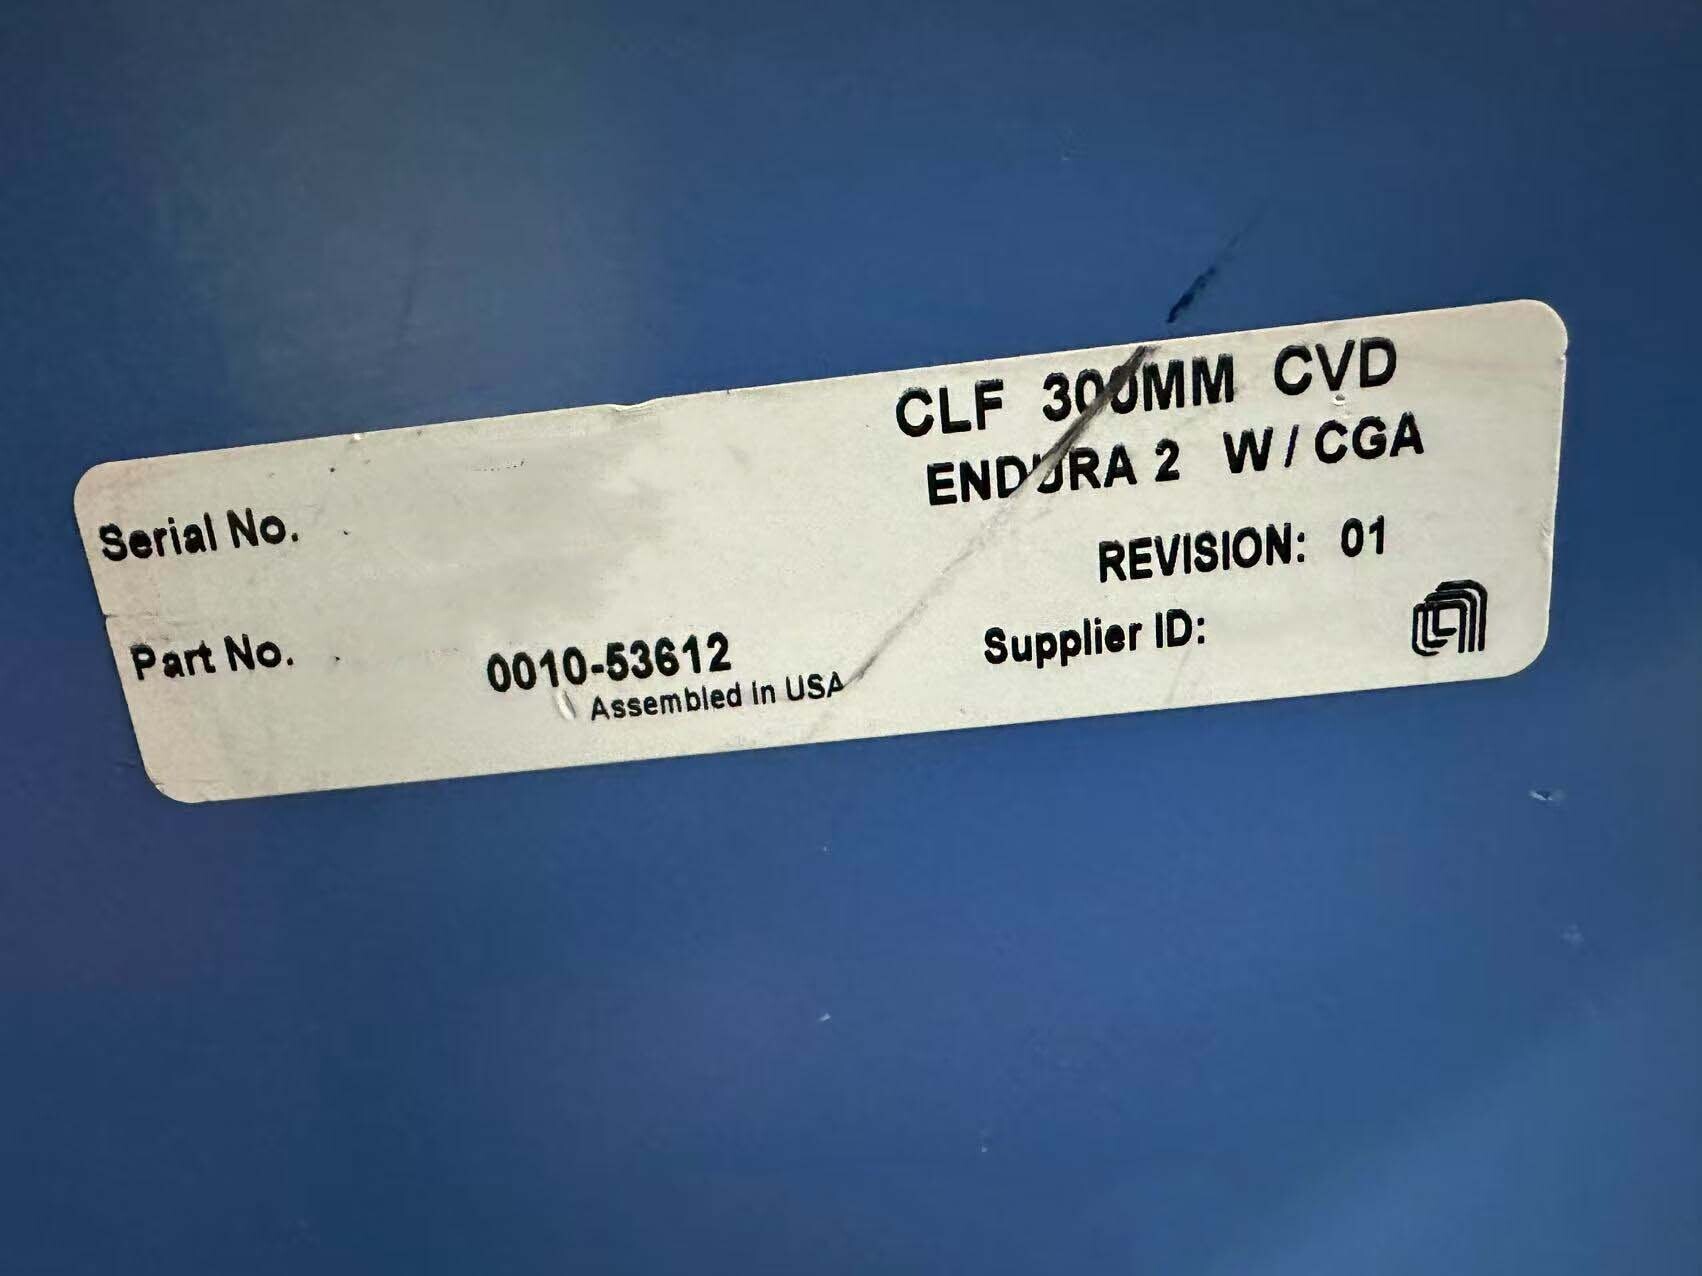 CLF 300MM CVD
ENDURA 2 W/CGA
Serial No.
REVISION: 01
Part No. 0010-53612
Supplier ID:
Assembled in USA